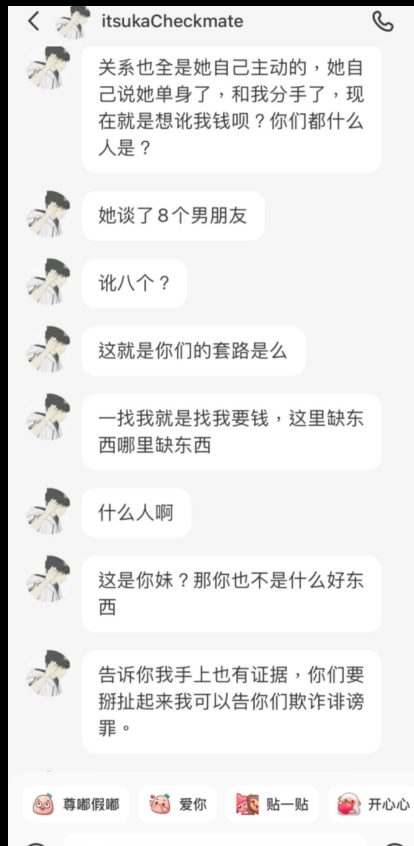 itsukaCheckmate
关系也全是她自己主动的，她自
己说她单身了，和我分手了，现
在就是想讹我钱呗？你们都什么
人是？
她谈了8个男朋友
讹八个？
这就是你们的套路是么
一找我就是找我要钱，这里缺东
西哪里缺东西
什么人啊
这是你妹？那你也不是什么好东
西
告诉你我手上也有证据，你们要
掰扯起来我可以告你们欺诈诽谤
罪。
尊嘟假嘟
爱你
贴一贴
开心心